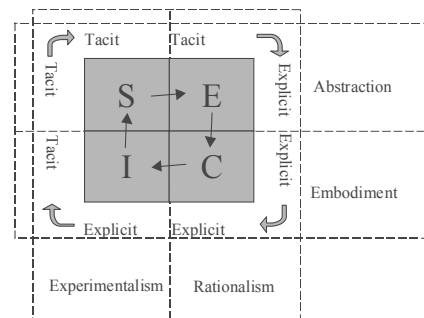 Tacit Tacit
Tacit
Explicit
S E
Abstraction
Tacit
Explicit
I C
Embodiment
Explicit Explicit
Experimentalism Rationalism